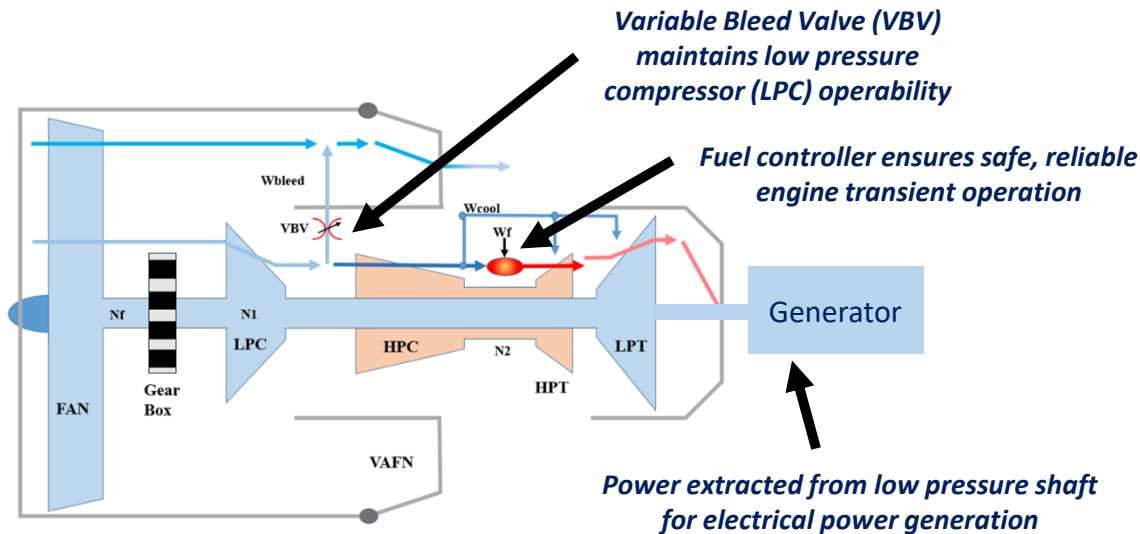 Variable Bleed Valve (VBV)
maintains low pressure
compressor (LPC) operability
Fuel controller ensures safe, reliable
engine transient operation
Wbleed
VBV
Wcool
Wf
Nf
N1
LPC
HPC
N2
HPT
LPT
Generator
FAN
Gear
Box
VAFN
Power extracted from low pressure shaft
for electrical power generation